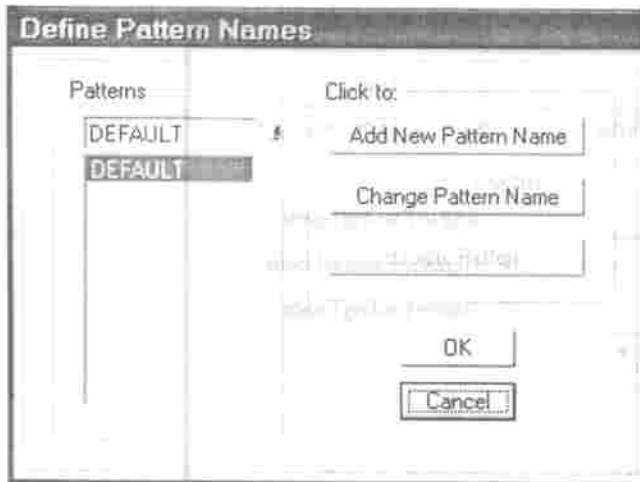 Define Pattern Names
Patterns
DEFAULT
DEFAULT
Click to:
Add New Pattern Name
Change Pattern Name
OK
Cancel